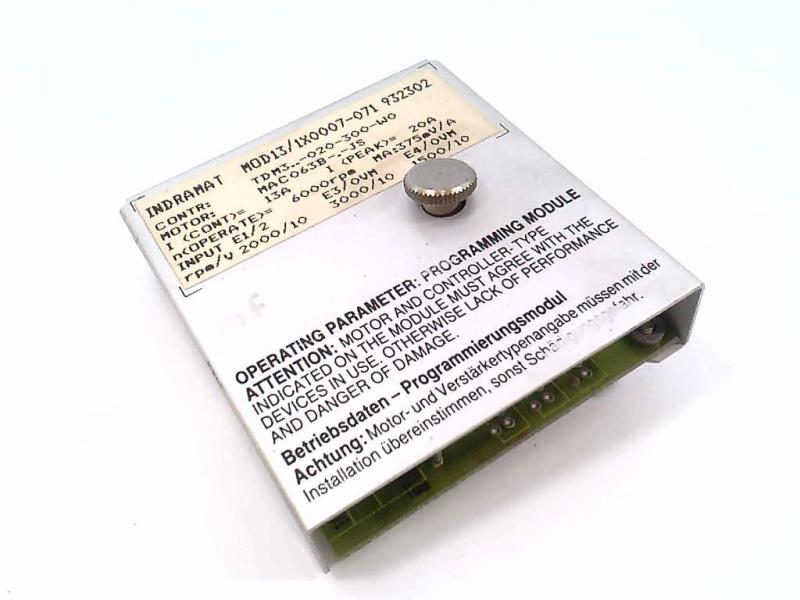 INDRAMAT MOD13/1X0007-071 932302
CONTR: TDM3..-020-300-W0
MOTOR: MAC063B-.-JS
I (CONT)= 13A I (PEAK)= 20A
n(OPERATE)= 6000rpm MA:375mV/A
INPUT E1/2 E3/0VM E4/0VM
rpm/V 2000/10 3000/10 1500/10
OPERATING PARAMETER: PROGRAMMING MODULE
ATTENTION: MOTOR AND CONTROLLER-TYPE
INDICATED ON THE MODULE MUST AGREE WITH THE
DEVICES IN USE. OTHERWISE LACK OF PERFORMANCE
AND DANGER OF DAMAGE.
Betriebsdaten – Programmierungsmodul
Achtung: Motor- und Verstärkertypenangabe müssen mit der
Installation übereinstimmen, sonst Schädigungsgefahr.